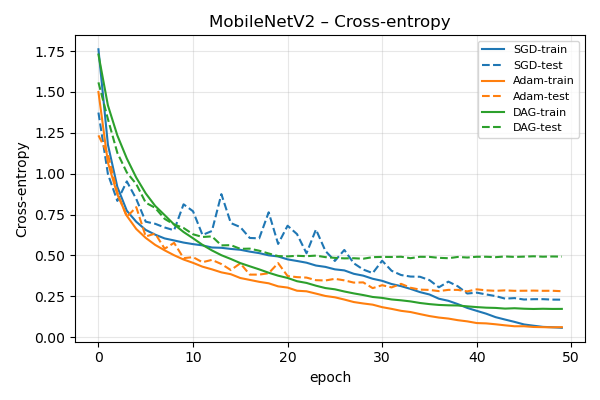 MobileNetV2 – Cross-entropy
Cross-entropy
1.75
1.50
1.25
1.00
0.75
0.50
0.25
0.00
SGD-train
SGD-test
Adam-train
Adam-test
DAG-train
DAG-test
0 10 20 30 40 50
epoch